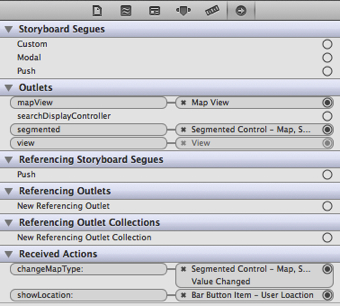 Storyboard Segues
Custom
Modal
Push
Outlets
mapView Map View
searchDisplayController
segmented Segmented Control - Map, S...
view View
Referencing Storyboard Segues
Push
Referencing Outlets
New Referencing Outlet
Referencing Outlet Collections
New Referencing Outlet Collection
Received Actions
changeMapType: Segmented Control - Map, S...
Value Changed
showLocation: Bar Button Item - User Loaction